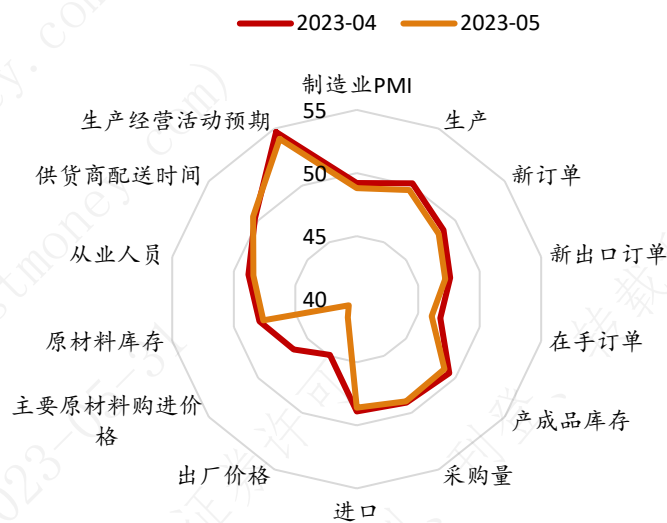 2023-04 2023-05
制造业PMI
生产
新订单
新出口订单
在手订单
产成品库存
采购量
进口
出厂价格
主要原材料购进价
格
原材料库存
从业人员
供货商配送时间
生产经营活动预期
55
50
45
40